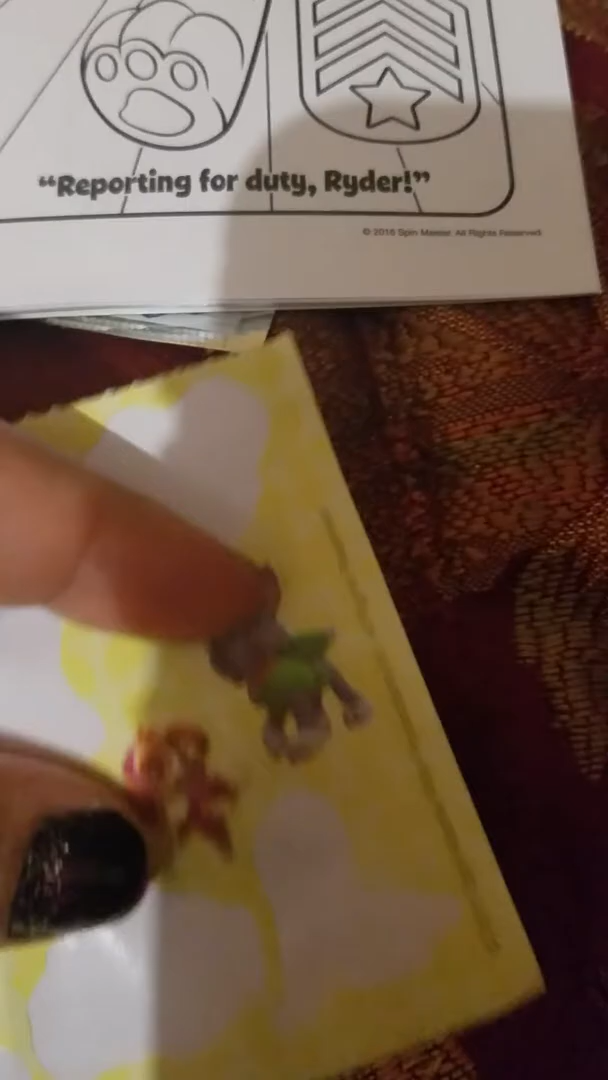 “Reporting for duty, Ryder!”
© 2016 Spin Master. All Rights Reserved